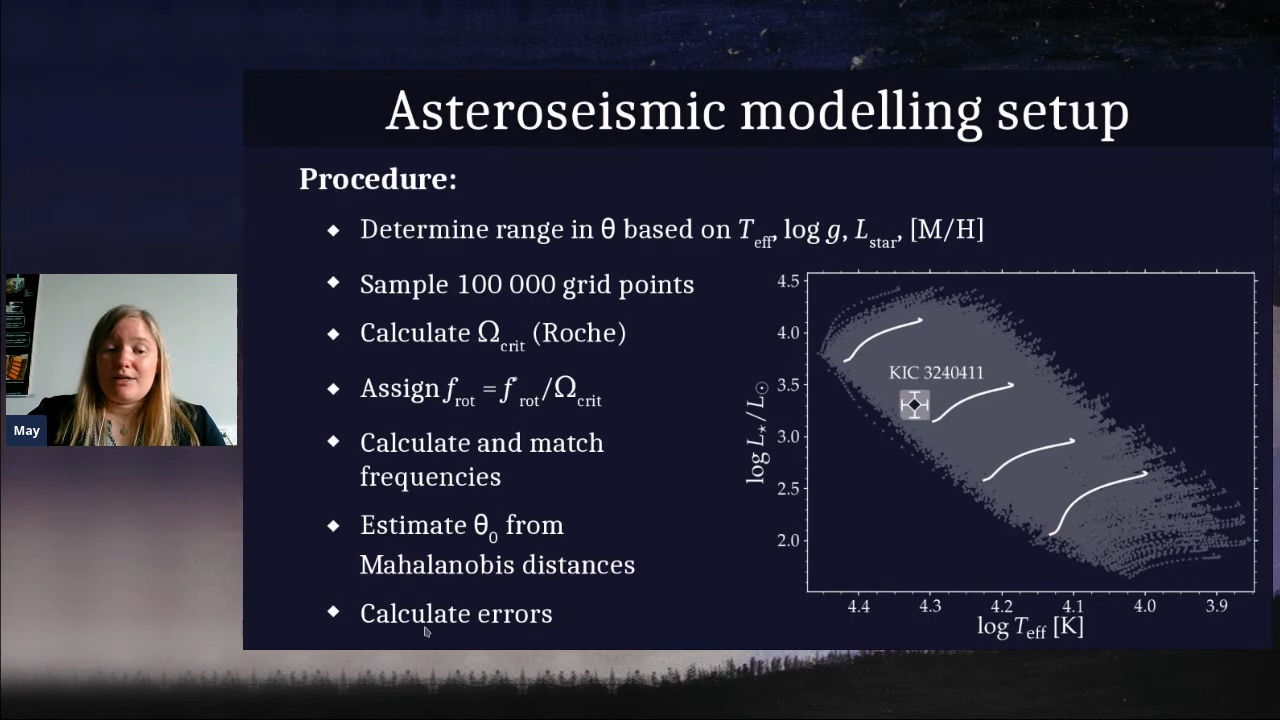 Asteroseismic modelling setup
Procedure:
Determine range in θ based on T_eff, log g, L_star, [M/H]
Sample 100 000 grid points
Calculate Ω_crit (Roche)
Assign f_rot = f_rot/Ω_crit
Calculate and match
frequencies
Estimate θ_0 from
Mahalanobis distances
Calculate errors
KIC 3240411
log L⋆/L☉
4.5
4.0
3.5
3.0
2.5
2.0
4.4 4.3 4.2 4.1 4.0 3.9
log T_eff [K]
May